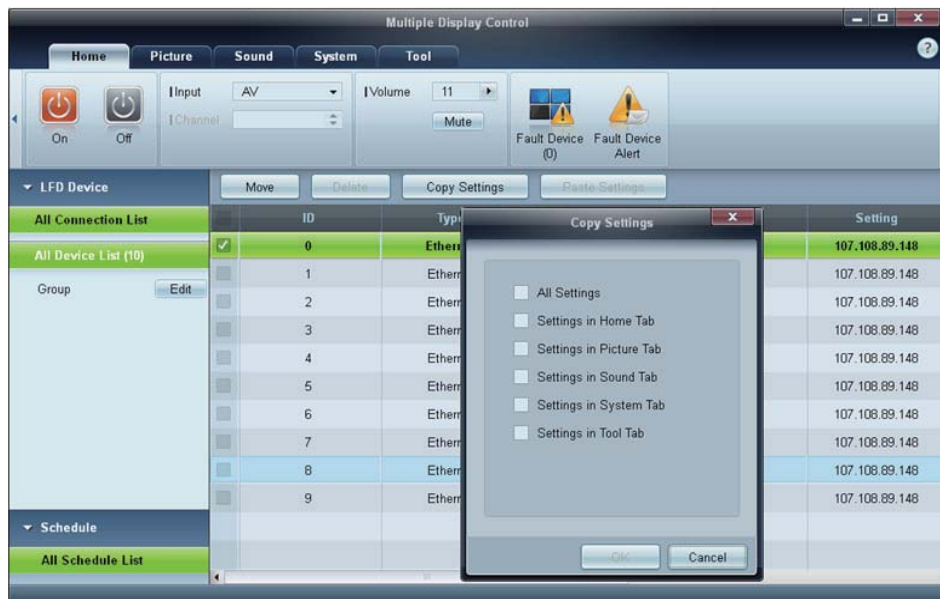 Multiple Display Control
Home Picture Sound System Tool
Input AV
Channel
Volume 11
Mute
On Off
Fault Device (0)
Fault Device Alert
LFD Device
Move Delete Copy Settings Paste Settings
All Connection List
All Device List (10)
Group Edit
Schedule
All Schedule List
ID Setting
0 107.108.89.148
1 107.108.89.148
2 107.108.89.148
3 107.108.89.148
4 107.108.89.148
5 107.108.89.148
6 107.108.89.148
7 107.108.89.148
8 107.108.89.148
9 107.108.89.148
Copy Settings
All Settings
Settings in Home Tab
Settings in Picture Tab
Settings in Sound Tab
Settings in System Tab
Settings in Tool Tab
OK Cancel